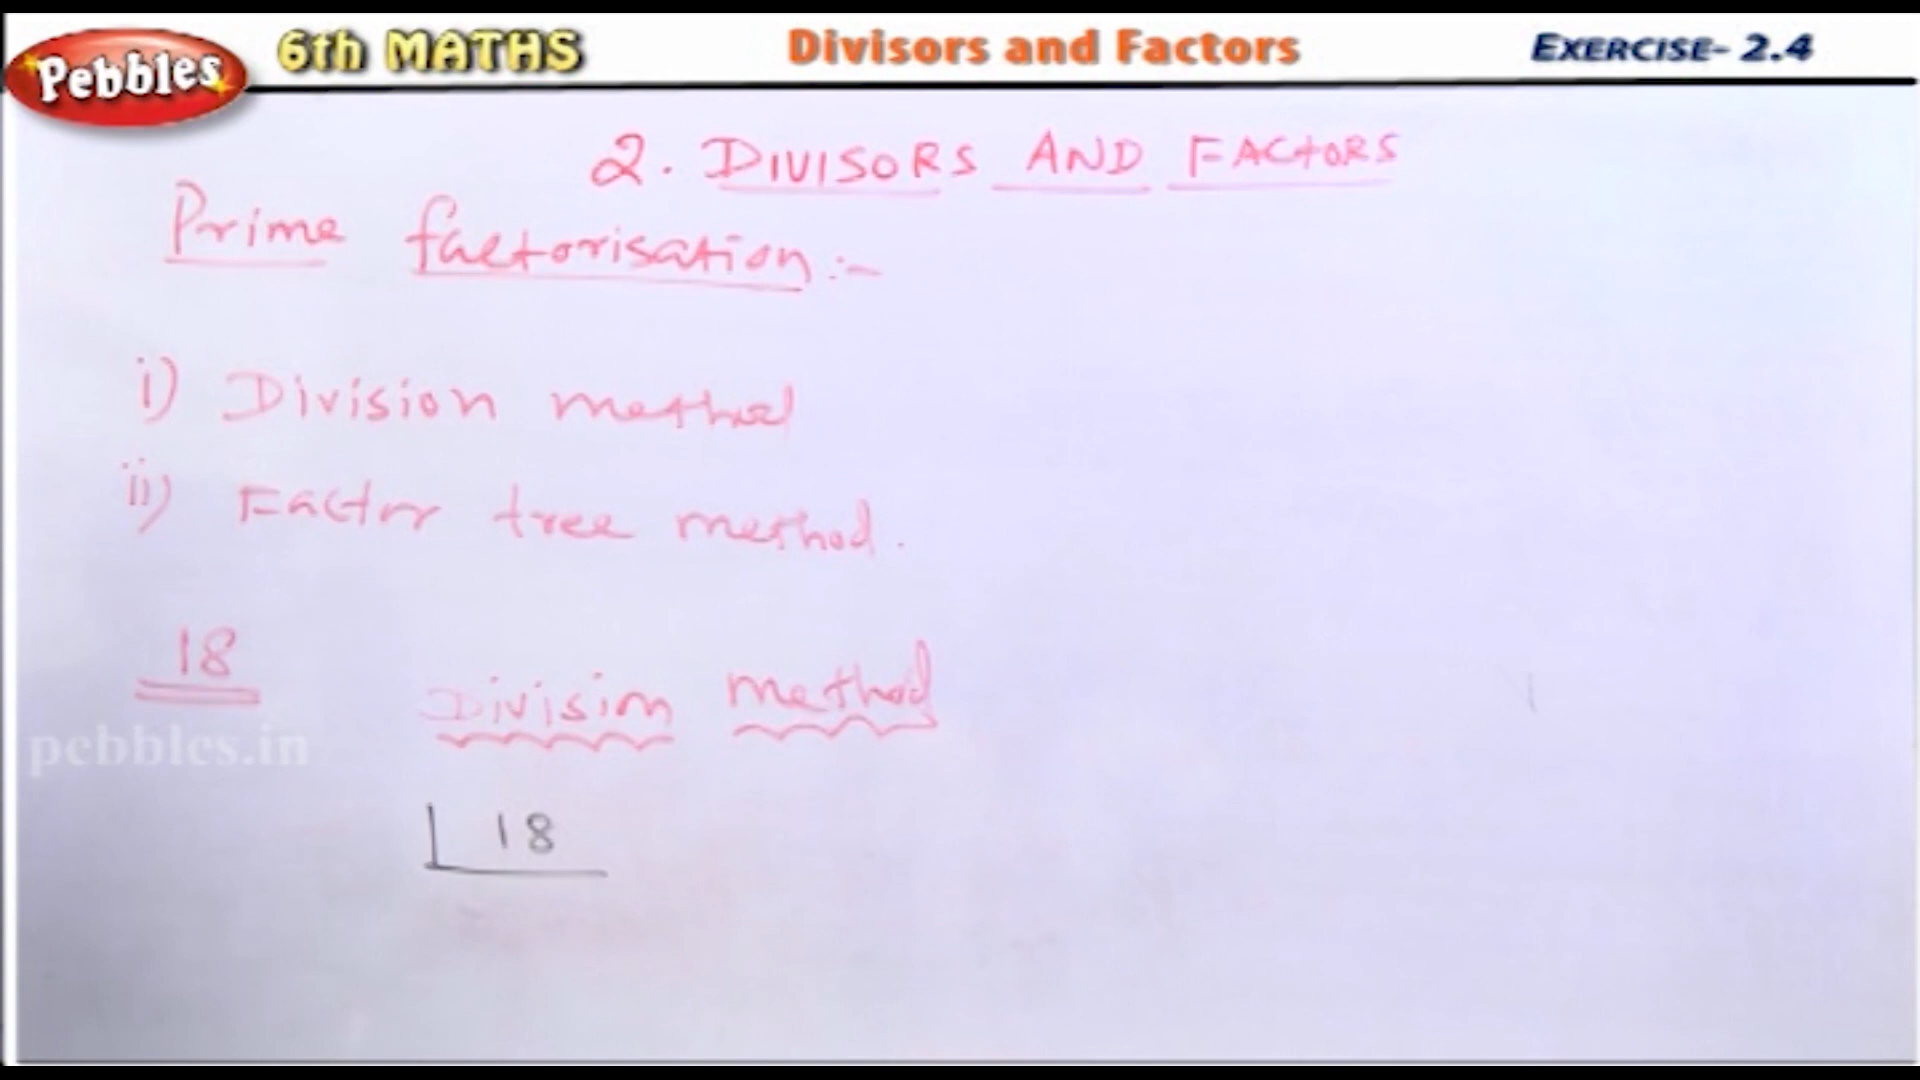 Pebbles 6th MATHS Divisors and Factors EXERCISE- 2.4
2. DIVISORS AND FACTORS
Prime factorisation:-
i) Division method
ii) Factor tree method.
18 Division method
pebbles.in
18